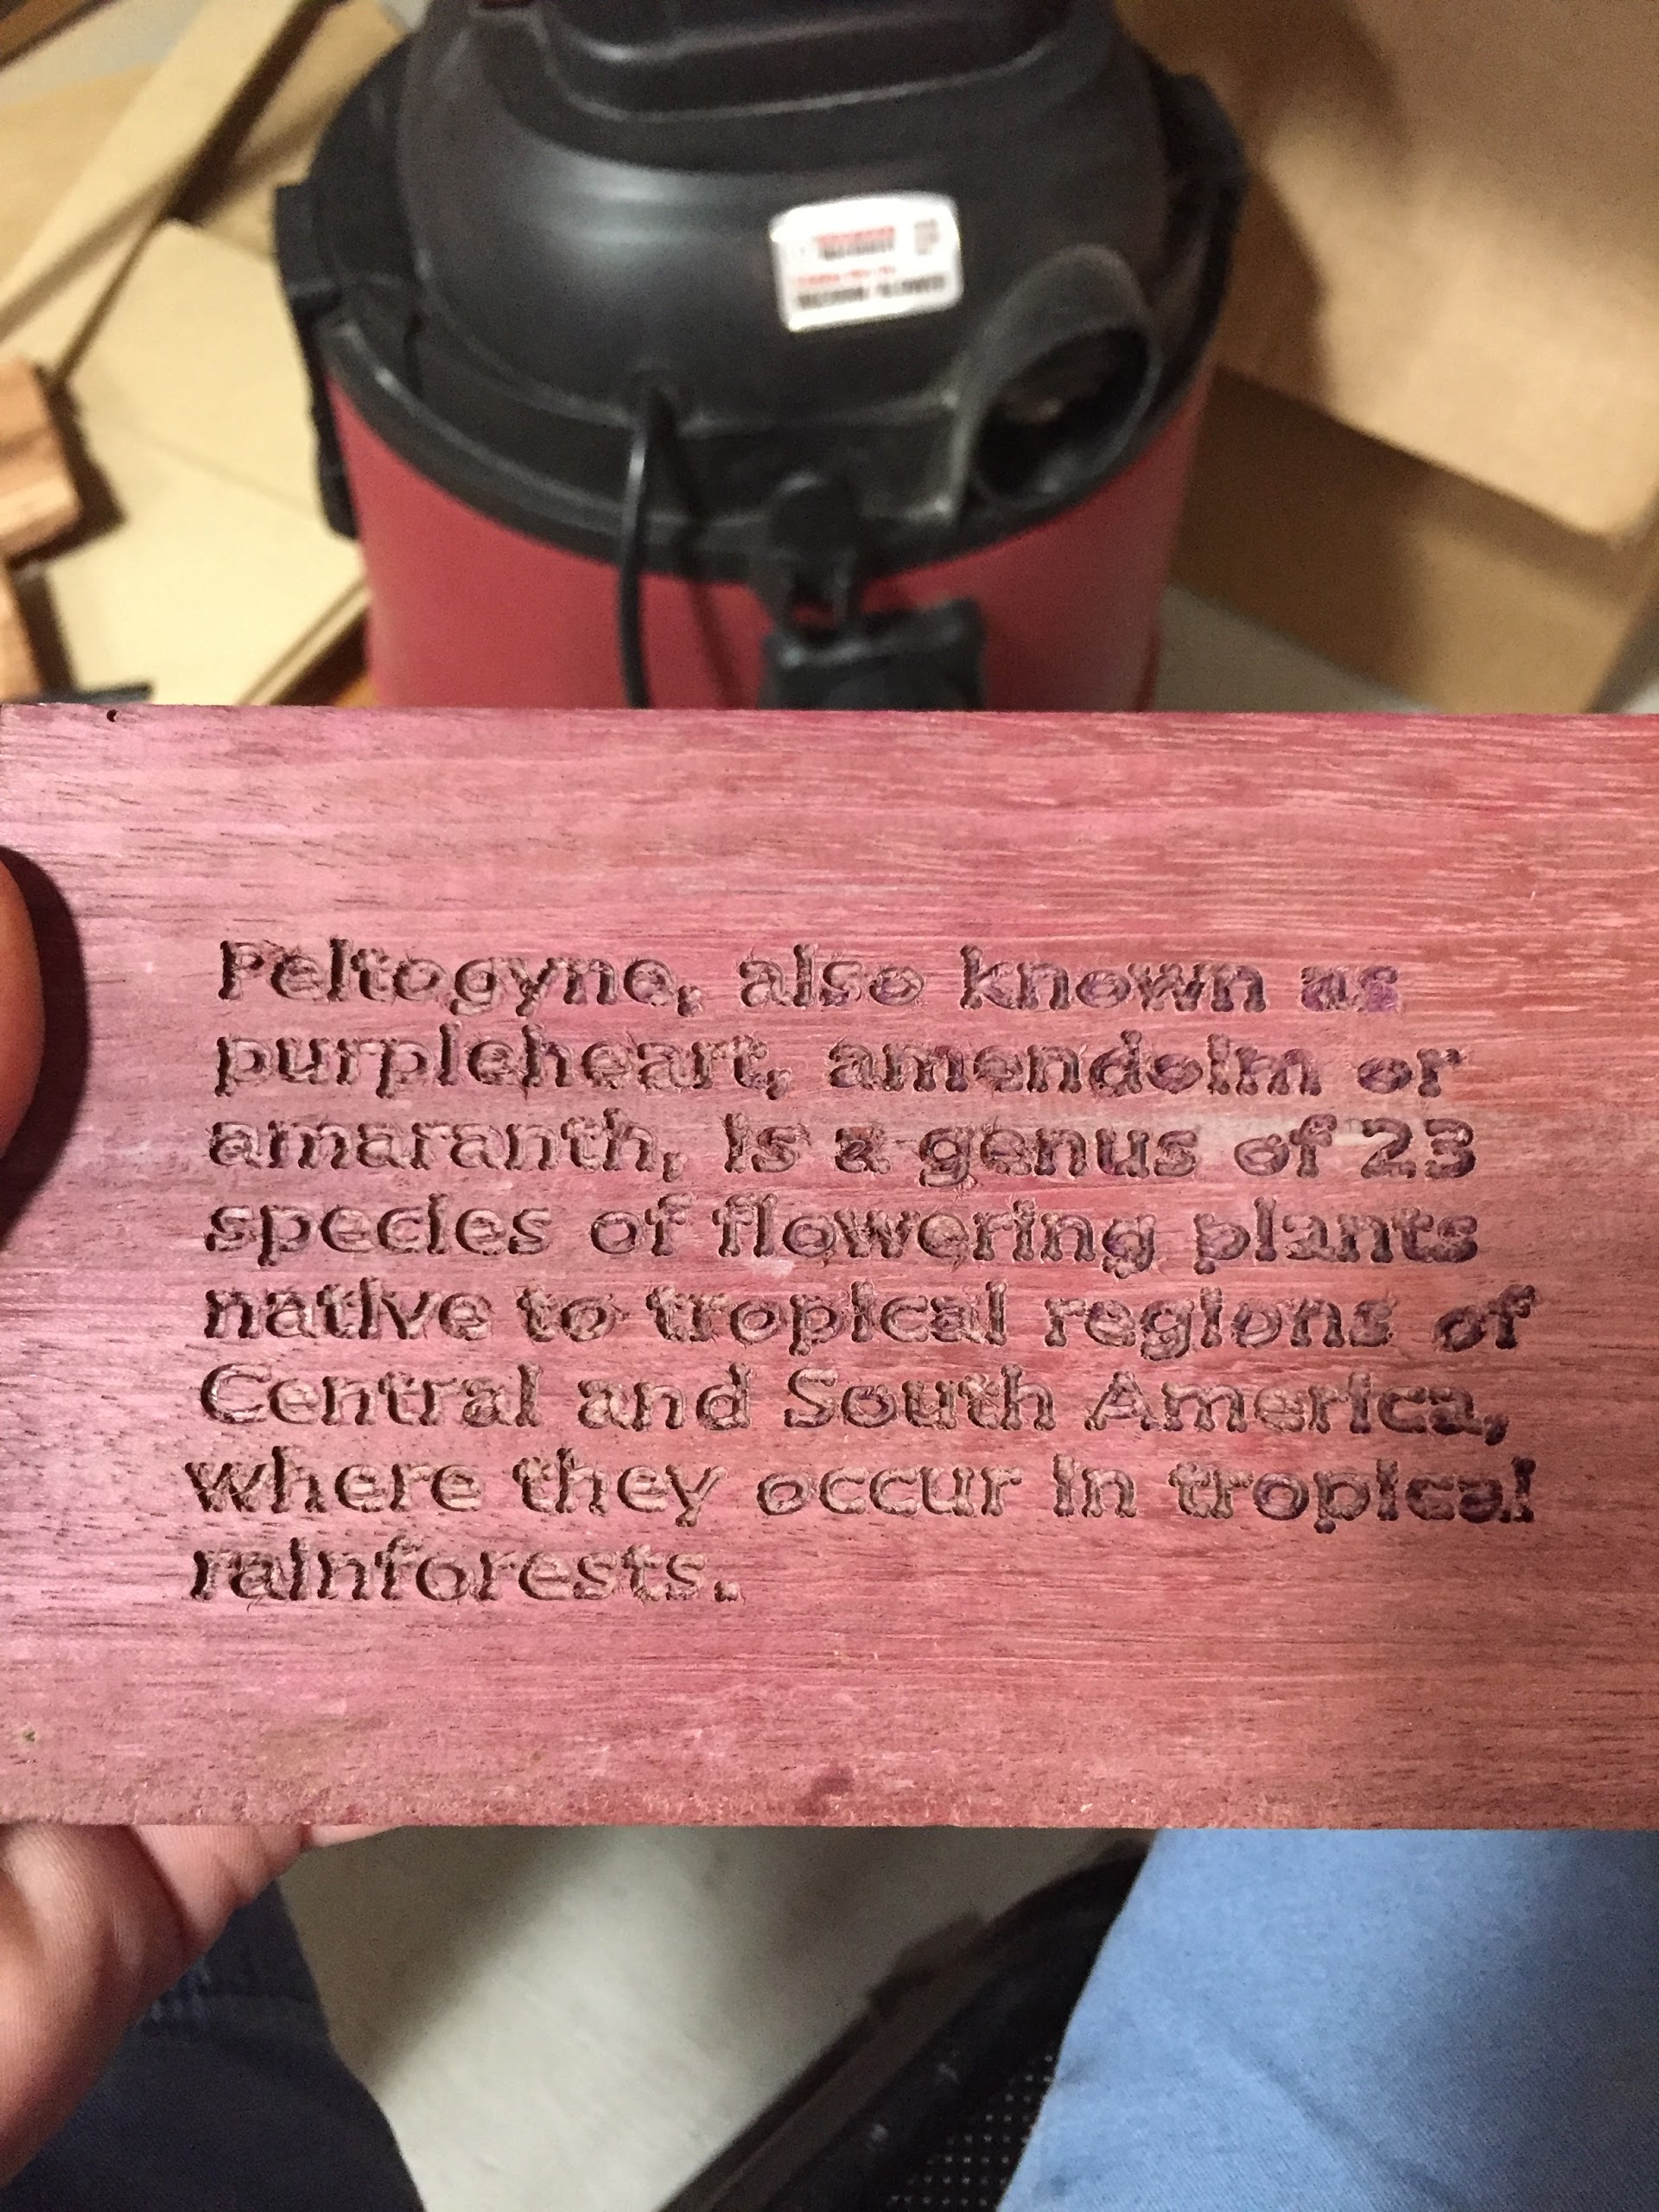 Peltogyne, also known as
purpleheart, amendoim or
amaranth, is a genus of 23
species of flowering plants
native to tropical regions of
Central and South America,
where they occur in tropical
rainforests.